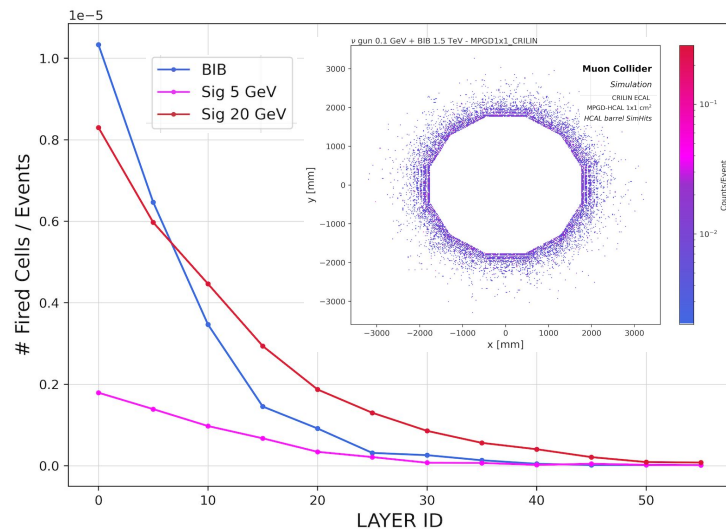 1e−5
# Fired Cells / Events
1.0
0.8
0.6
0.4
0.2
0.0
0
10
20
30
40
50
LAYER ID
BIB
Sig 5 GeV
Sig 20 GeV
ν gun 0.1 GeV + BIB 1.5 TeV - MPGD1x1_CRILIN
Muon Collider
Simulation
CRILIN ECAL
MPGD-HCAL 1x1 cm²
HCAL barrel SimHits
y [mm]
3000
2000
1000
0
−1000
−2000
−3000
−3000
−2000
−1000
0
1000
2000
3000
x [mm]
10⁻¹
10⁻²
Counts/Event